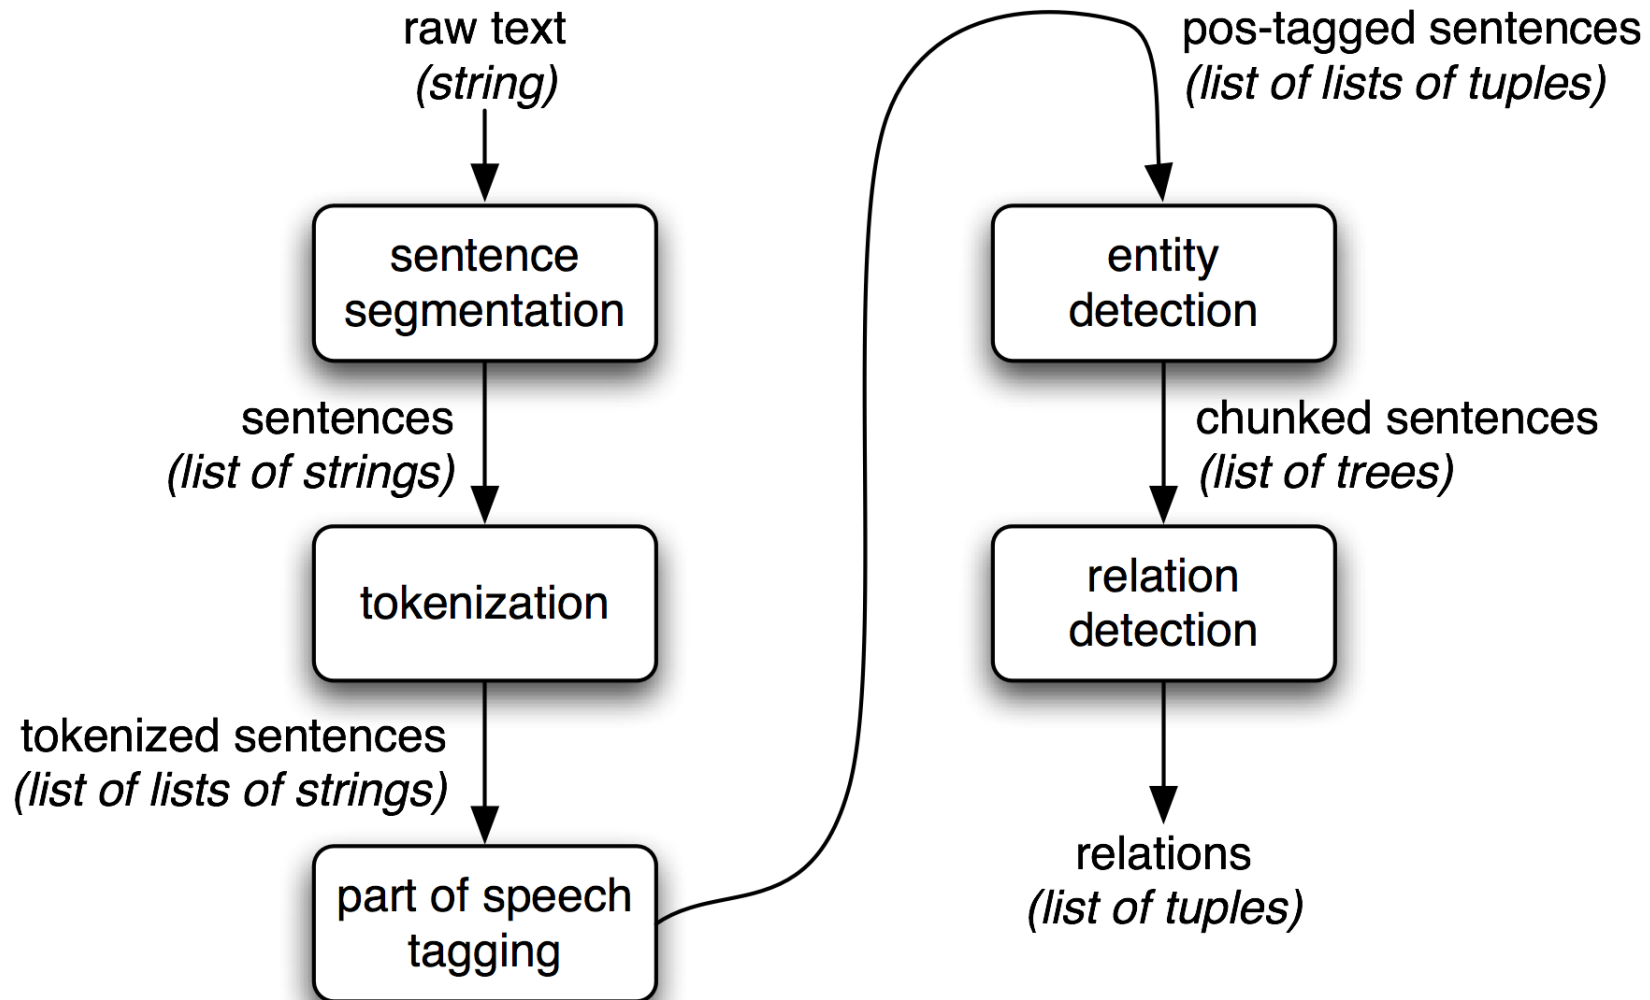 raw text
(string)
sentence
segmentation
sentences
(list of strings)
tokenization
tokenized sentences
(list of lists of strings)
part of speech
tagging
pos-tagged sentences
(list of lists of tuples)
entity
detection
chunked sentences
(list of trees)
relation
detection
relations
(list of tuples)